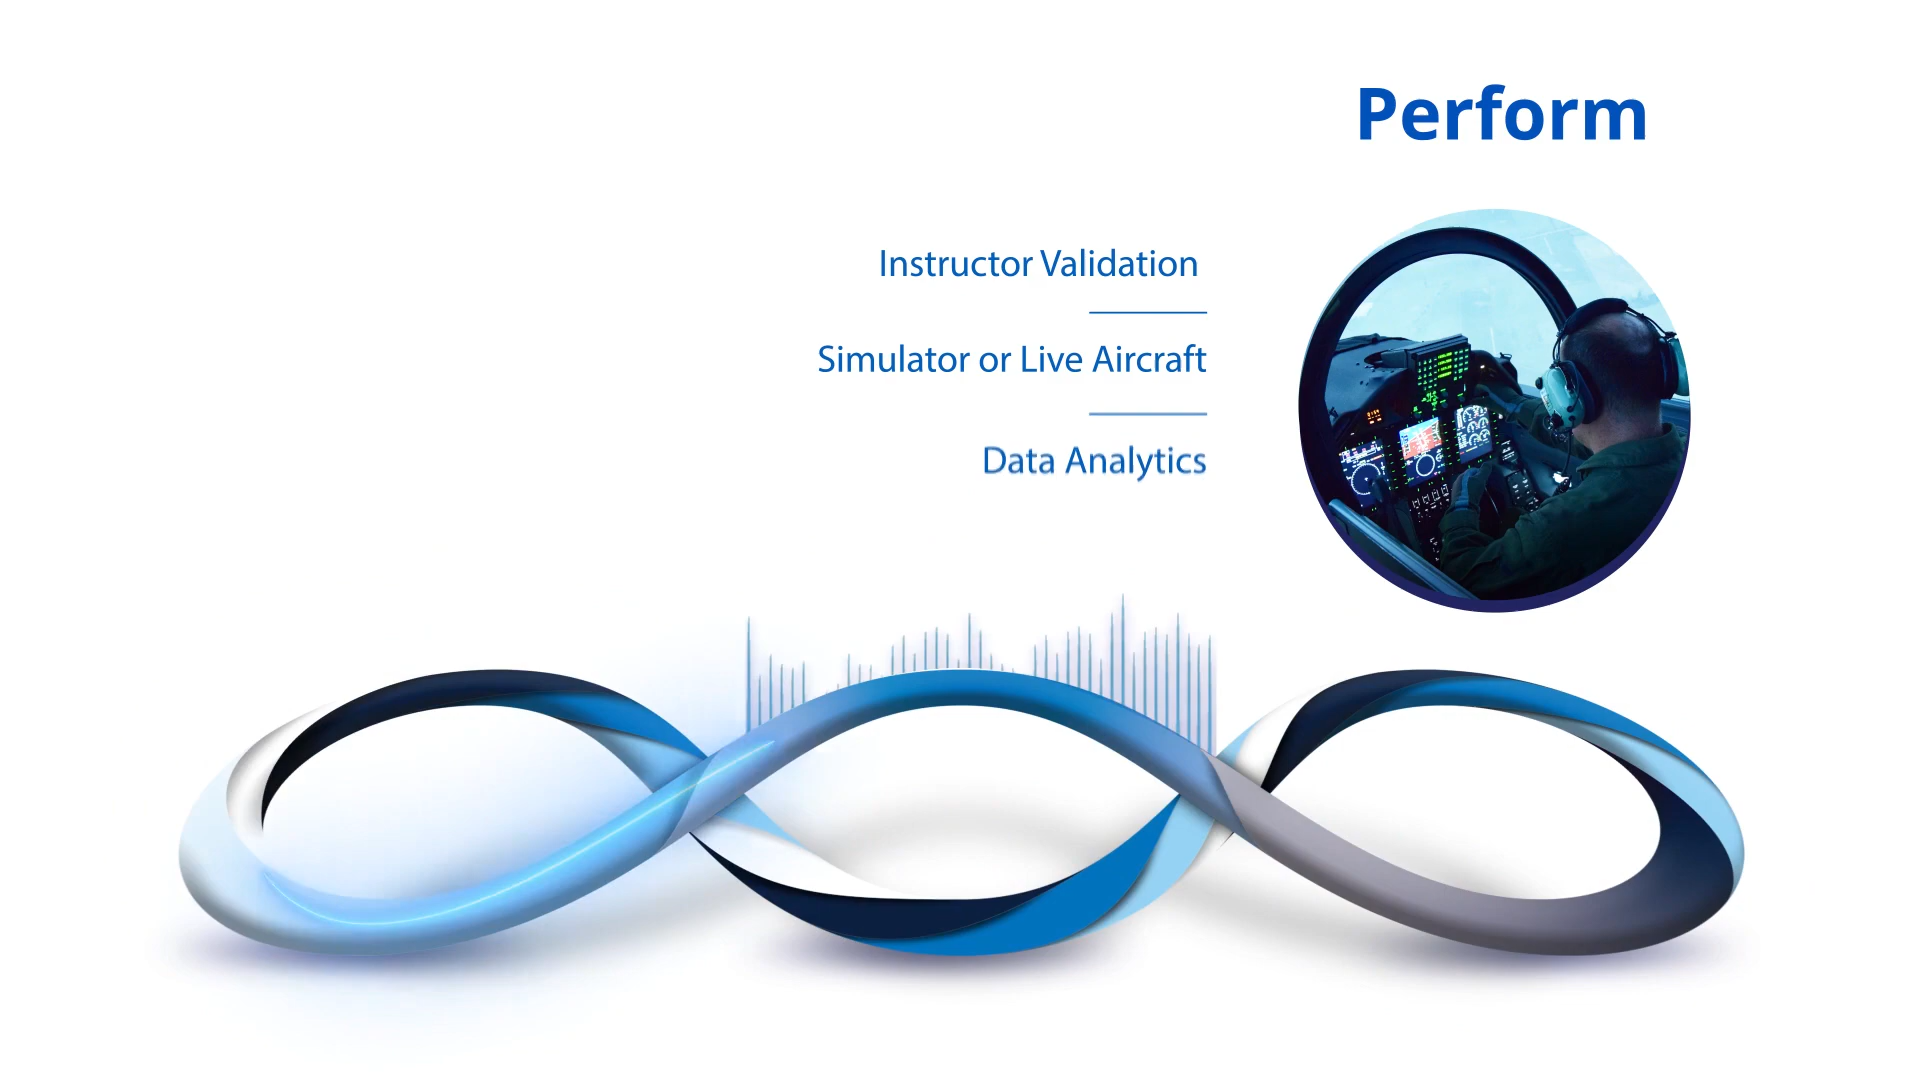 Perform
Instructor Validation
Simulator or Live Aircraft
Data Analytics